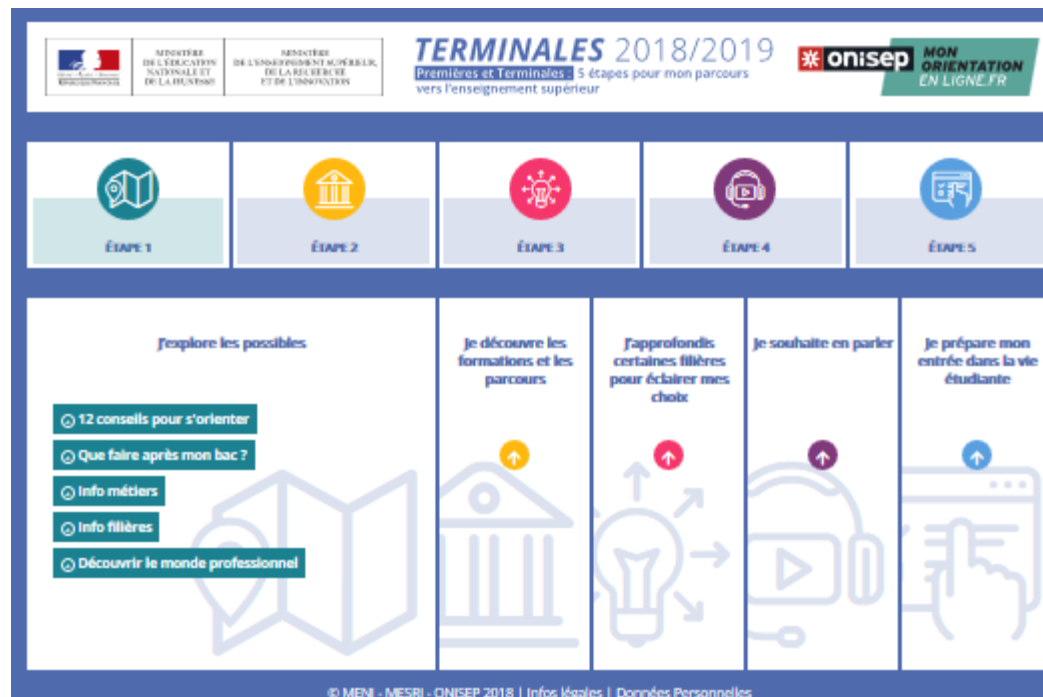 MINISTÈRE
DE L'ÉDUCATION
NATIONALE ET
DE LA JEUNESSE
MINISTÈRE
DE L'ENSEIGNEMENT SUPÉRIEUR,
DE LA RECHERCHE
ET DE L'INNOVATION
TERMINALES 2018/2019
Premières et Terminales : 5 étapes pour mon parcours
vers l'enseignement supérieur
onisep
MON
ORIENTATION
EN LIGNE.FR
ÉTAPE 1
ÉTAPE 2
ÉTAPE 3
ÉTAPE 4
ÉTAPE 5
J'explore les possibles
12 conseils pour s'orienter
Que faire après mon bac ?
Info métiers
Info filières
Découvrir le monde professionnel
Je découvre les
formations et les
parcours
J'approfondis
certaines filières
pour éclairer mes
choix
Je souhaite en parler
Je prépare mon
entrée dans la vie
étudiante
© MENJ - MESRI - ONISEP 2018 | Infos légales | Données Personnelles